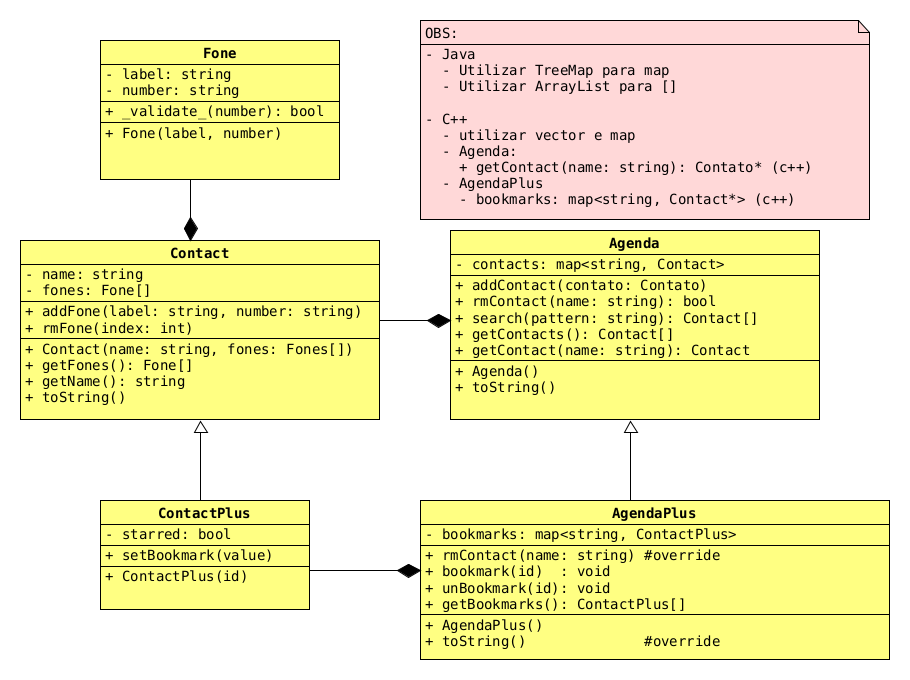 Fone
- label: string
- number: string
+ _validate_(number): bool
+ Fone(label, number)
OBS:
- Java
  - Utilizar TreeMap para map
  - Utilizar ArrayList para []
- C++
  - utilizar vector e map
  - Agenda:
    + getContact(name: string): Contato* (c++)
  - AgendaPlus
    - bookmarks: map<string, Contact*> (c++)
Contact
- name: string
- fones: Fone[]
+ addFone(label: string, number: string)
+ rmFone(index: int)
+ Contact(name: string, fones: Fones[])
+ getFones(): Fone[]
+ getName(): string
+ toString()
Agenda
- contacts: map<string, Contact>
+ addContact(contato: Contato)
+ rmContact(name: string): bool
+ search(pattern: string): Contact[]
+ getContacts(): Contact[]
+ getContact(name: string): Contact
+ Agenda()
+ toString()
ContactPlus
- starred: bool
+ setBookmark(value)
+ ContactPlus(id)
AgendaPlus
- bookmarks: map<string, ContactPlus>
+ rmContact(name: string) #override
+ bookmark(id)  : void
+ unBookmark(id): void
+ getBookmarks(): ContactPlus[]
+ AgendaPlus()
+ toString()              #override